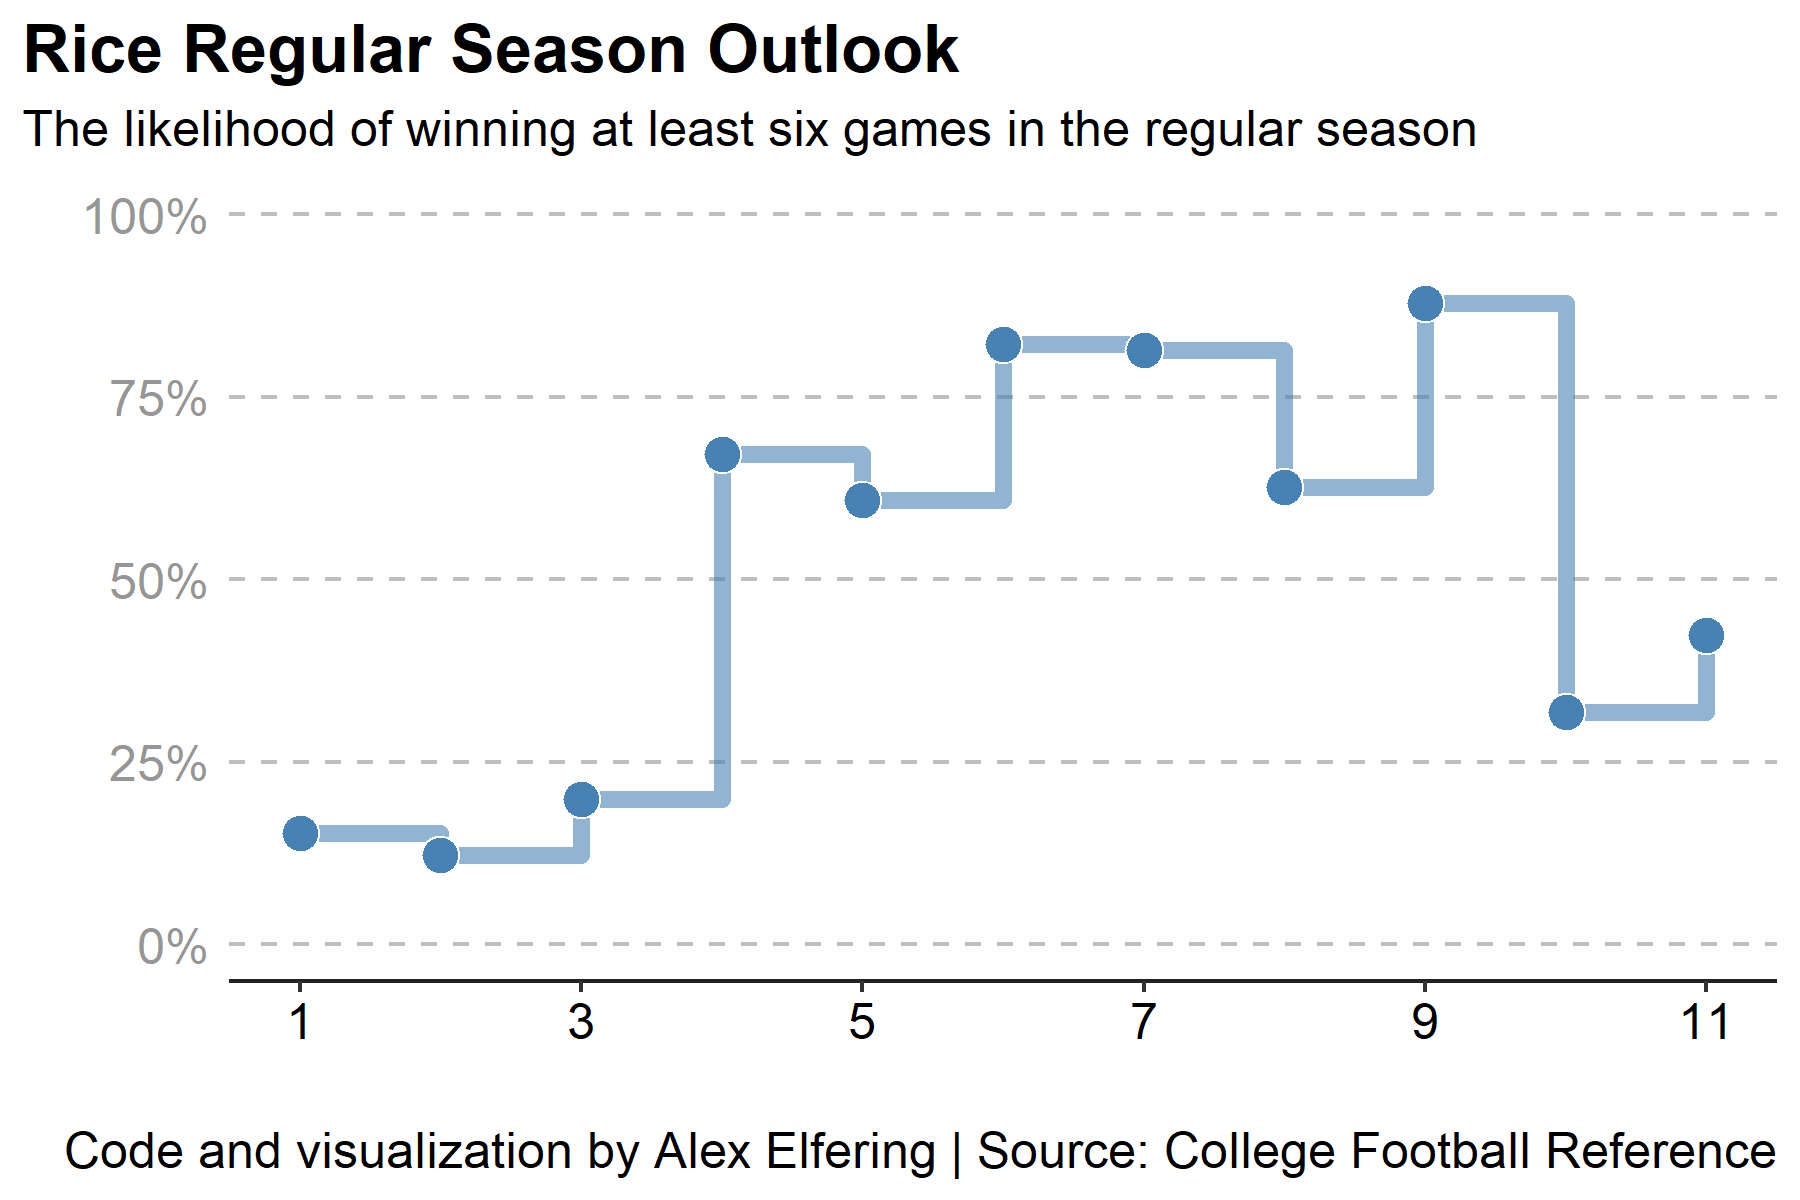 Rice Regular Season Outlook
The likelihood of winning at least six games in the regular season
100%
75%
50%
25%
0%
1 3 5 7 9 11
Code and visualization by Alex Elfering | Source: College Football Reference